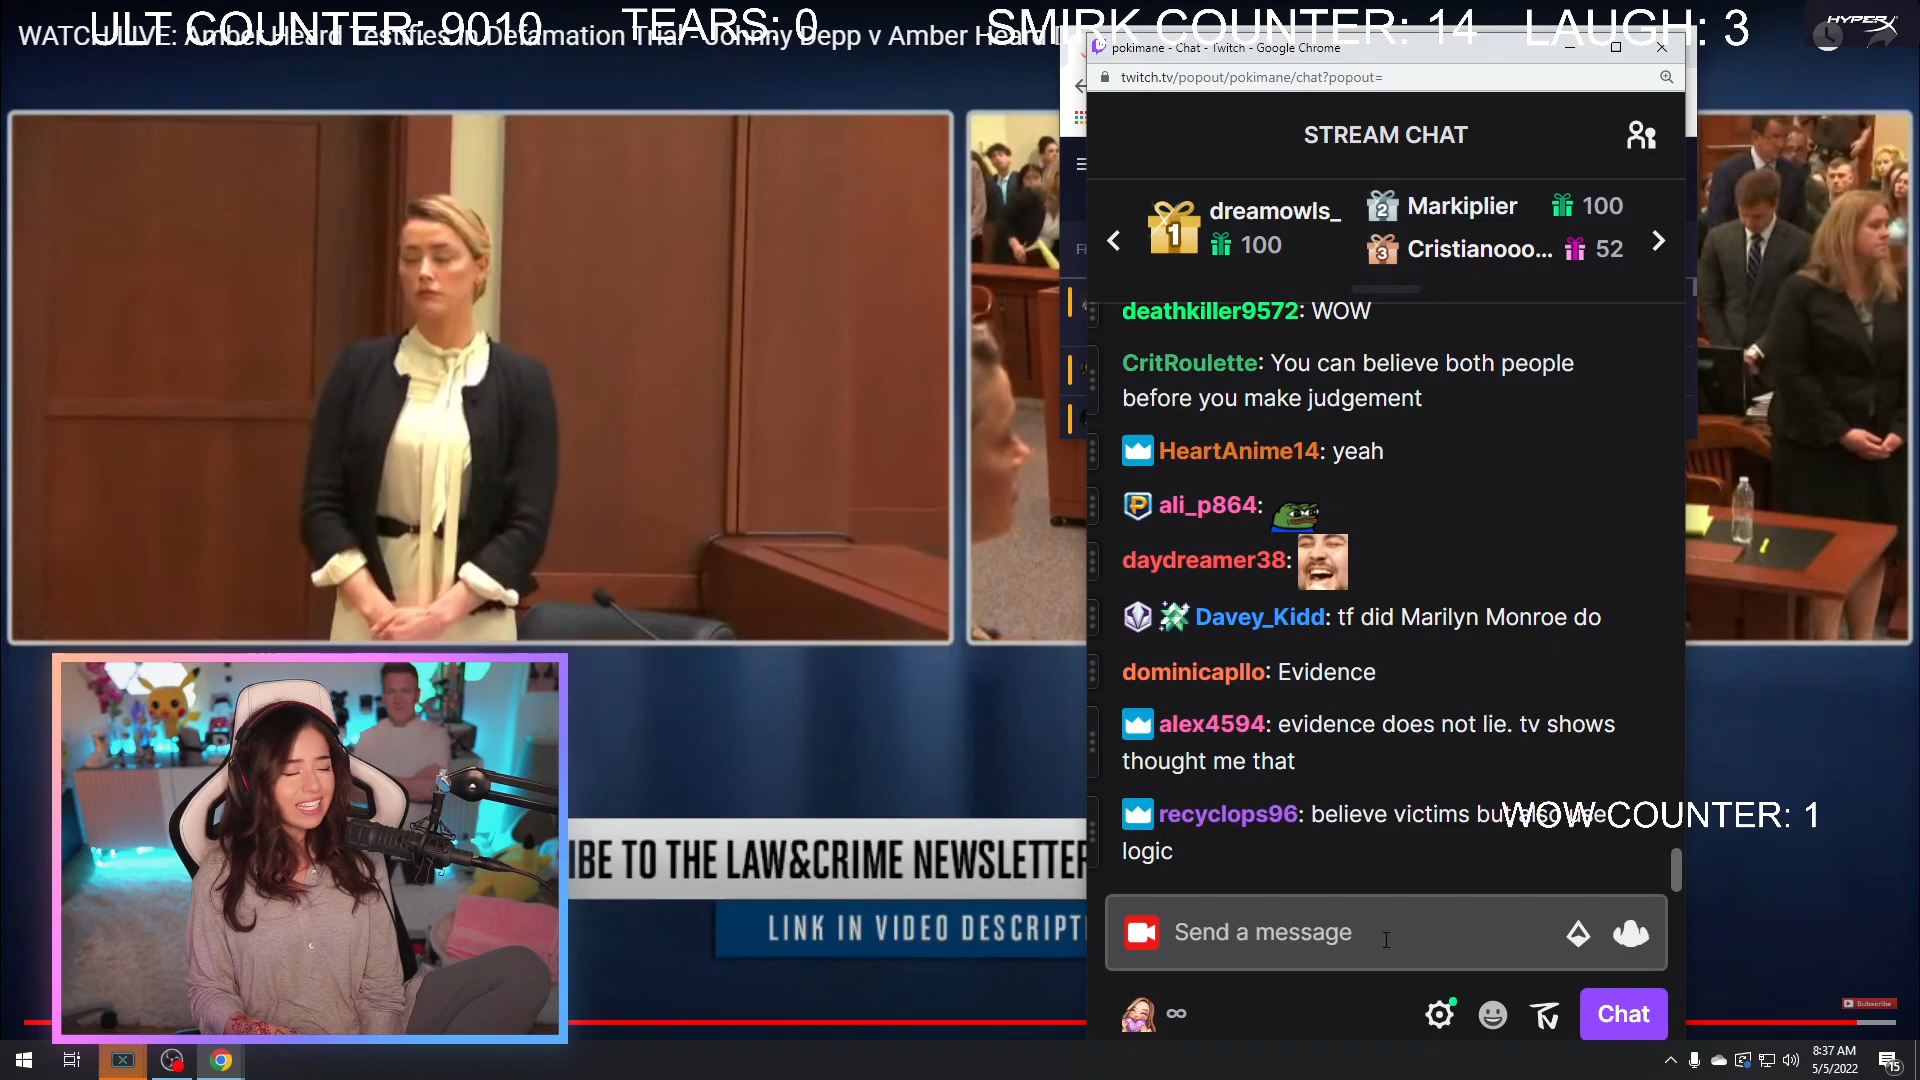 ULT COUNTER: 9010 TEARS: 0 SMIRK COUNTER: 14 LAUGH: 3
WATCH LIVE: Amber Heard Testifies in Defamation Trial - Johnny Depp v Amber Heard
HYPERX
pokimane - Chat - Twitch - Google Chrome
twitch.tv/popout/pokimane/chat?popout=
STREAM CHAT
1 dreamowls_ 100
2 Markiplier 100
3 Cristianooo... 52
deathkiller9572: WOW
CritRoulette: You can believe both people
before you make judgement
HeartAnime14: yeah
ali_p864:
daydreamer38:
Davey_Kidd: tf did Marilyn Monroe do
dominicapllo: Evidence
alex4594: evidence does not lie. tv shows
thought me that
recyclops96: believe victims but also use
logic
WOW COUNTER: 1
IBE TO THE LAW&CRIME NEWSLETTER
LINK IN VIDEO DESCRIPT
Send a message
Subscribe
∞
Chat
8:37 AM
5/5/2022
15